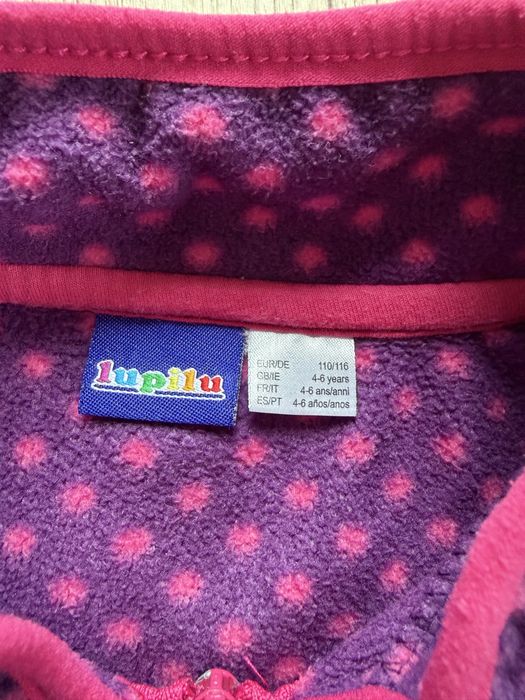 lupilu
EUR/DE 110/116
GB/IE 4-6 years
FR/IT 4-6 ans/anni
ES/PT 4-6 años/anos